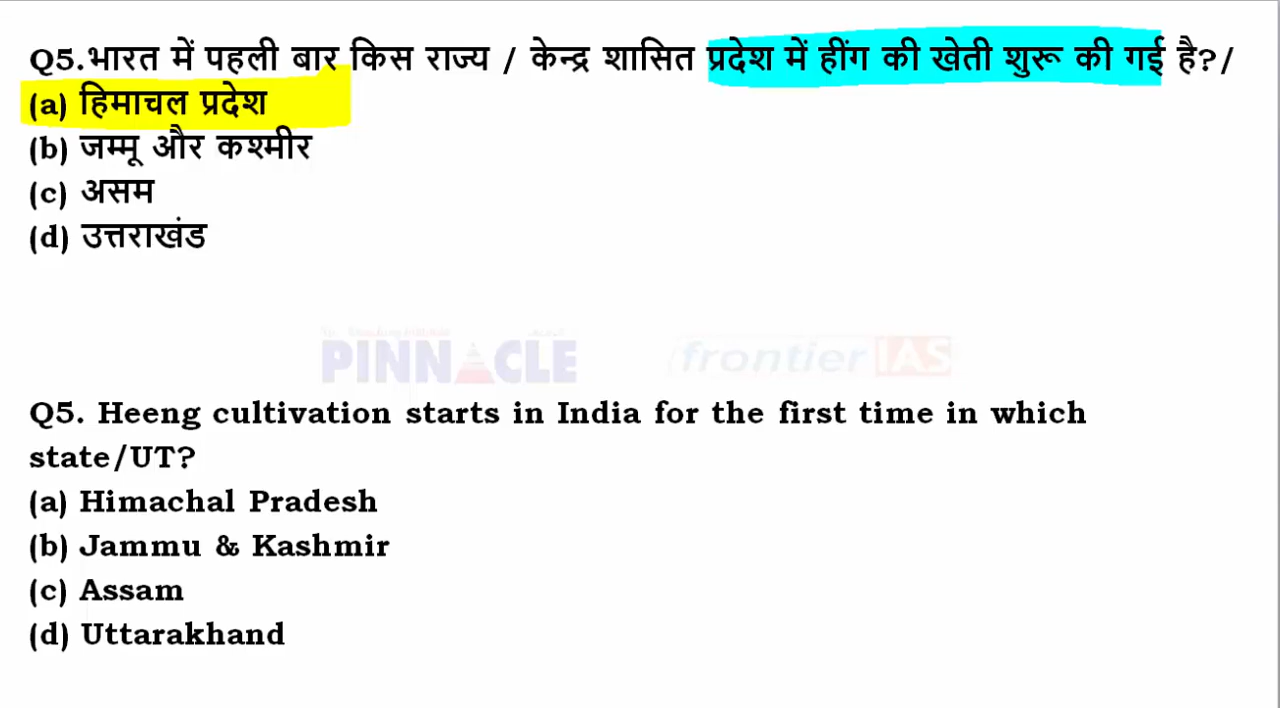 Q5.भारत में पहली बार किस राज्य / केन्द्र शासित प्रदेश में हींग की खेती शुरू की गई है?/
(a) हिमाचल प्रदेश
(b) जम्मू और कश्मीर
(c) असम
(d) उत्तराखंड
PINNACLE frontier IAS
Q5. Heeng cultivation starts in India for the first time in which
state/UT?
(a) Himachal Pradesh
(b) Jammu & Kashmir
(c) Assam
(d) Uttarakhand